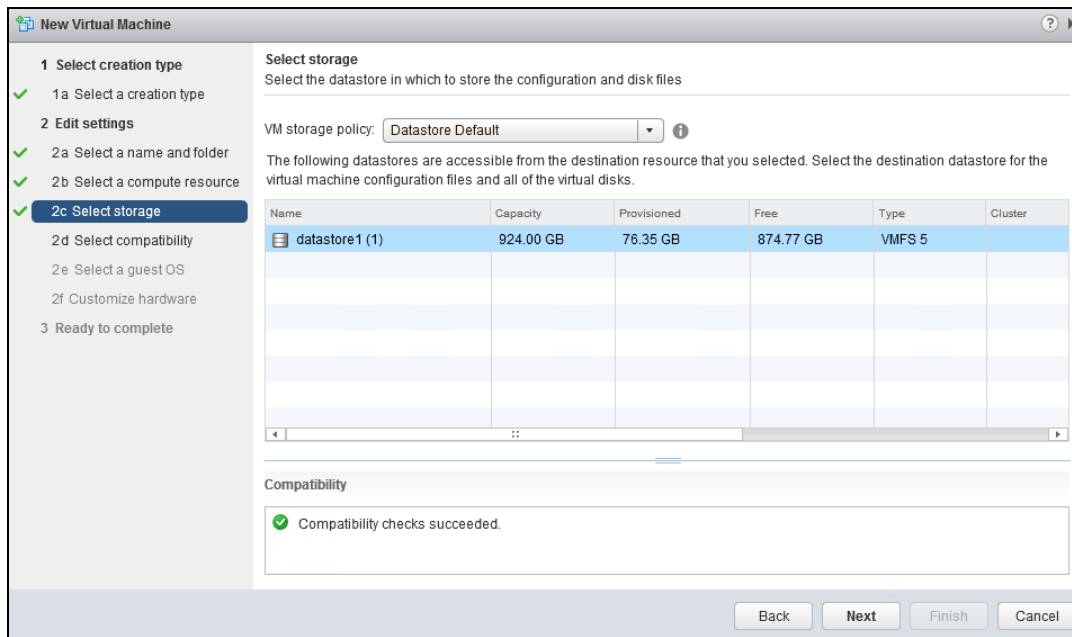 New Virtual Machine
?
1 Select creation type
1a Select a creation type
2 Edit settings
2a Select a name and folder
2b Select a compute resource
2c Select storage
2d Select compatibility
2e Select a guest OS
2f Customize hardware
3 Ready to complete
Select storage
Select the datastore in which to store the configuration and disk files
VM storage policy: Datastore Default
The following datastores are accessible from the destination resource that you selected. Select the destination datastore for the
virtual machine configuration files and all of the virtual disks.
Name Capacity Provisioned Free Type Cluster
datastore1 (1) 924.00 GB 76.35 GB 874.77 GB VMFS 5
Compatibility
Compatibility checks succeeded.
Back Next Finish Cancel